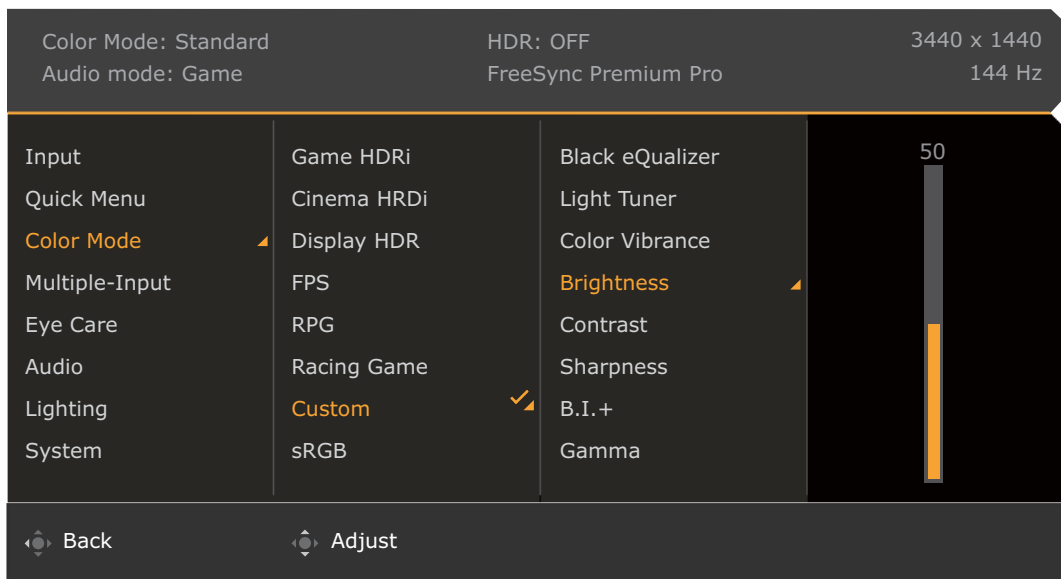 Color Mode: Standard
HDR: OFF
3440 x 1440
Audio mode: Game
FreeSync Premium Pro
144 Hz
Input
Quick Menu
Color Mode
Multiple-Input
Eye Care
Audio
Lighting
System
Game HDRi
Cinema HRDi
Display HDR
FPS
RPG
Racing Game
Custom
sRGB
Black eQualizer
Light Tuner
Color Vibrance
Brightness
Contrast
Sharpness
B.I.+
Gamma
50
Back
Adjust